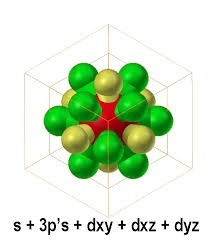 s + 3p's + dxy + dxz + dyz